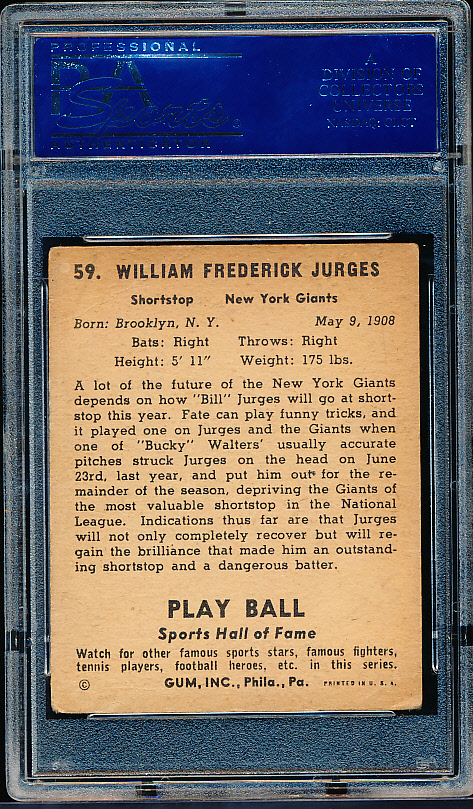 PROFESSIONAL
PSA
Sports
AUTHENTICATOR
A
DIVISION OF
COLLECTORS
UNIVERSE
NASDAQ: CLCT
59. WILLIAM FREDERICK JURGES
Shortstop New York Giants
Born: Brooklyn, N. Y. May 9, 1908
Bats: Right Throws: Right
Height: 5' 11" Weight: 175 lbs.
A lot of the future of the New York Giants
depends on how "Bill" Jurges will go at short-
stop this year. Fate can play funny tricks, and
it played one on Jurges and the Giants when
one of "Bucky" Walters' usually accurate
pitches struck Jurges on the head on June
23rd, last year, and put him out for the re-
mainder of the season, depriving the Giants of
the most valuable shortstop in the National
League. Indications thus far are that Jurges
will not only completely recover but will re-
gain the brilliance that made him an outstand-
ing shortstop and a dangerous batter.
PLAY BALL
Sports Hall of Fame
Watch for other famous sports stars, famous fighters,
tennis players, football heroes, etc. in this series.
© GUM, INC., Phila., Pa. PRINTED IN U. S. A.